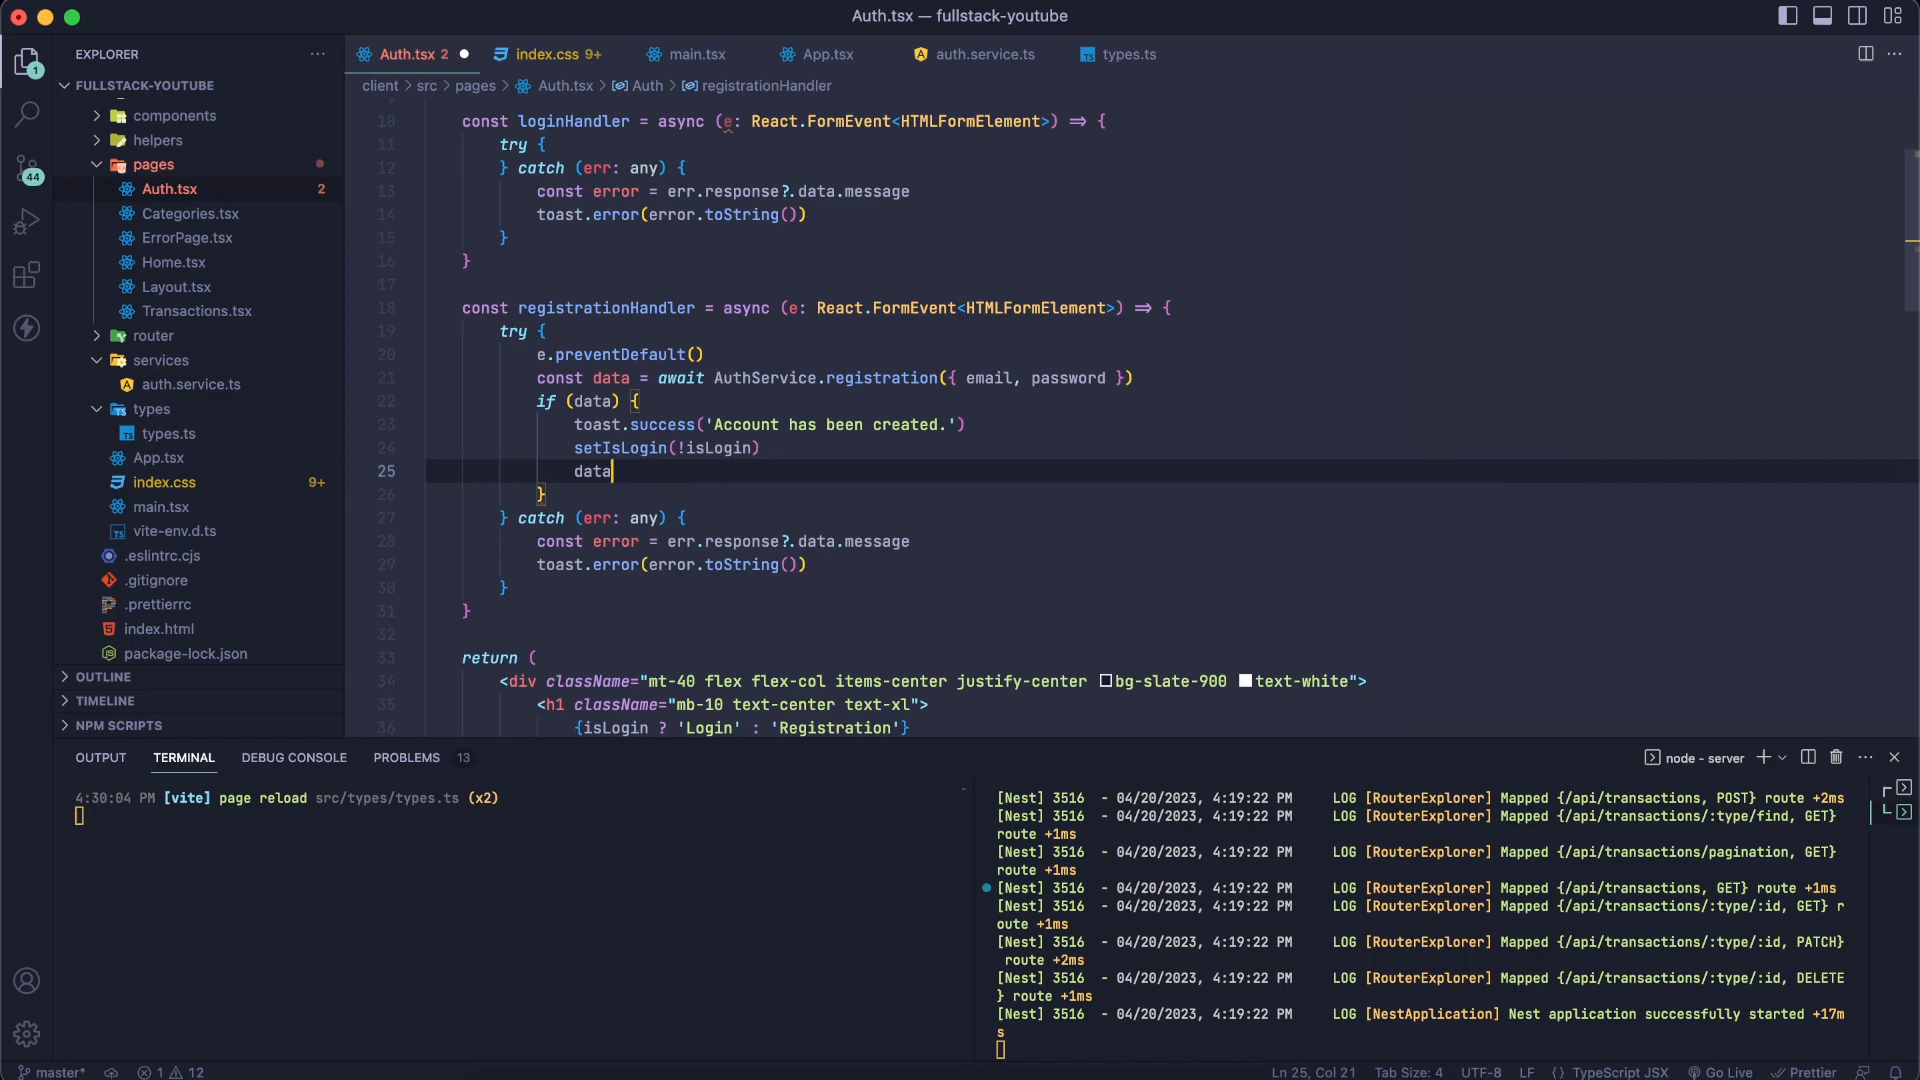 Auth.tsx — fullstack-youtube
EXPLORER
FULLSTACK-YOUTUBE
components
helpers
pages
Auth.tsx 2
Categories.tsx
ErrorPage.tsx
Home.tsx
Layout.tsx
Transactions.tsx
router
services
auth.service.ts
types
types.ts
App.tsx
index.css 9+
main.tsx
vite-env.d.ts
.eslintrc.cjs
.gitignore
.prettierrc
index.html
package-lock.json
OUTLINE
TIMELINE
NPM SCRIPTS
1
44
Auth.tsx 2
index.css 9+
main.tsx
App.tsx
auth.service.ts
types.ts
client > src > pages > Auth.tsx > Auth > registrationHandler
10 const loginHandler = async (e: React.FormEvent<HTMLFormElement>) => {
11 try {
12 } catch (err: any) {
13 const error = err.response?.data.message
14 toast.error(error.toString())
15 }
16 }
17
18 const registrationHandler = async (e: React.FormEvent<HTMLFormElement>) => {
19 try {
20 e.preventDefault()
21 const data = await AuthService.registration({ email, password })
22 if (data) {
23 toast.success('Account has been created.')
24 setIsLogin(!isLogin)
25 data
26 }
27 } catch (err: any) {
28 const error = err.response?.data.message
29 toast.error(error.toString())
30 }
31 }
32
33 return (
34 <div className="mt-40 flex flex-col items-center justify-center bg-slate-900 text-white">
35 <h1 className="mb-10 text-center text-xl">
36 {isLogin ? 'Login' : 'Registration'}
OUTPUT
TERMINAL
DEBUG CONSOLE
PROBLEMS 13
node - server
4:30:04 PM [vite] page reload src/types/types.ts (x2)
[Nest] 3516 - 04/20/2023, 4:19:22 PM LOG [RouterExplorer] Mapped {/api/transactions, POST} route +2ms
[Nest] 3516 - 04/20/2023, 4:19:22 PM LOG [RouterExplorer] Mapped {/api/transactions/:type/find, GET}
route +1ms
[Nest] 3516 - 04/20/2023, 4:19:22 PM LOG [RouterExplorer] Mapped {/api/transactions/pagination, GET}
route +1ms
[Nest] 3516 - 04/20/2023, 4:19:22 PM LOG [RouterExplorer] Mapped {/api/transactions, GET} route +1ms
[Nest] 3516 - 04/20/2023, 4:19:22 PM LOG [RouterExplorer] Mapped {/api/transactions/:type/:id, GET} r
oute +1ms
[Nest] 3516 - 04/20/2023, 4:19:22 PM LOG [RouterExplorer] Mapped {/api/transactions/:type/:id, PATCH}
route +2ms
[Nest] 3516 - 04/20/2023, 4:19:22 PM LOG [RouterExplorer] Mapped {/api/transactions/:type/:id, DELETE
} route +1ms
[Nest] 3516 - 04/20/2023, 4:19:22 PM LOG [NestApplication] Nest application successfully started +17m
s
master*
1
12
Ln 25, Col 21
Tab Size: 4
UTF-8
LF
{} TypeScript JSX
Go Live
Prettier